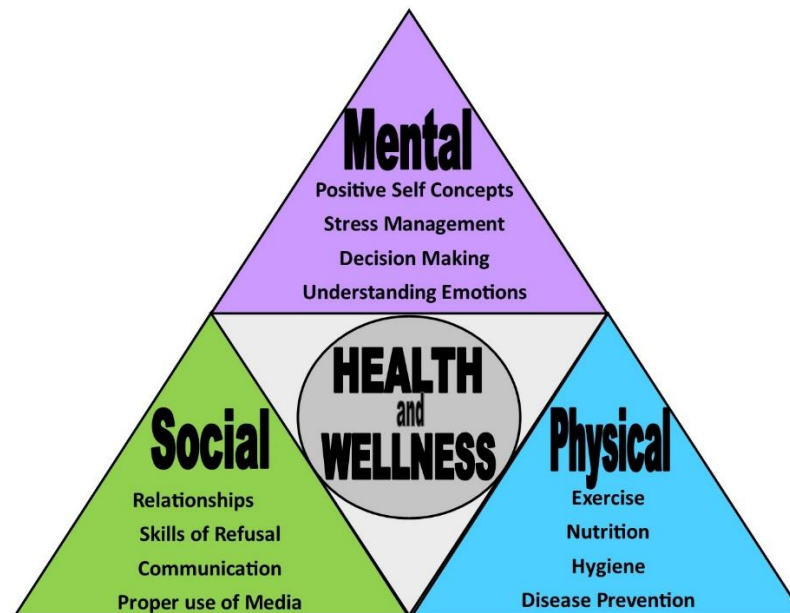 Mental
Positive Self Concepts
Stress Management
Decision Making
Understanding Emotions
HEALTH
and
WELLNESS
Social
Relationships
Skills of Refusal
Communication
Proper use of Media
Physical
Exercise
Nutrition
Hygiene
Disease Prevention